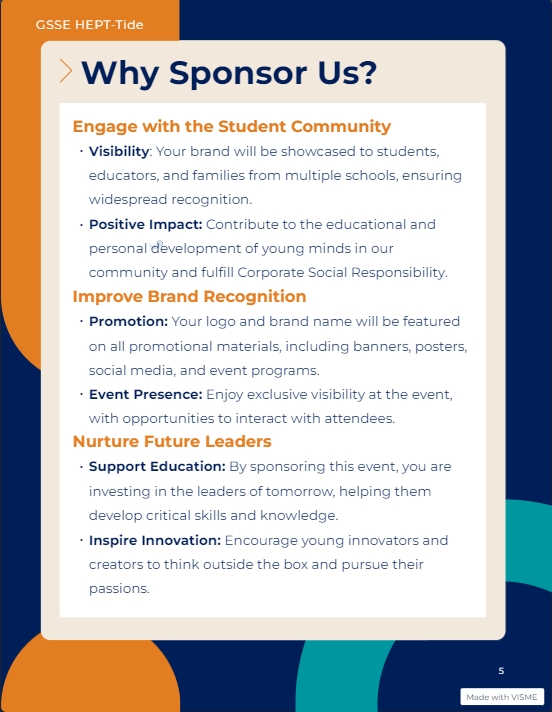 GSSE HEPT-Tide
Why Sponsor Us?
Engage with the Student Community
· Visibility: Your brand will be showcased to students,
educators, and families from multiple schools, ensuring
widespread recognition.
· Positive Impact: Contribute to the educational and
personal development of young minds in our
community and fulfill Corporate Social Responsibility.
Improve Brand Recognition
· Promotion: Your logo and brand name will be featured
on all promotional materials, including banners, posters,
social media, and event programs.
· Event Presence: Enjoy exclusive visibility at the event,
with opportunities to interact with attendees.
Nurture Future Leaders
· Support Education: By sponsoring this event, you are
investing in the leaders of tomorrow, helping them
develop critical skills and knowledge.
· Inspire Innovation: Encourage young innovators and
creators to think outside the box and pursue their
passions.
5
Made with VISME